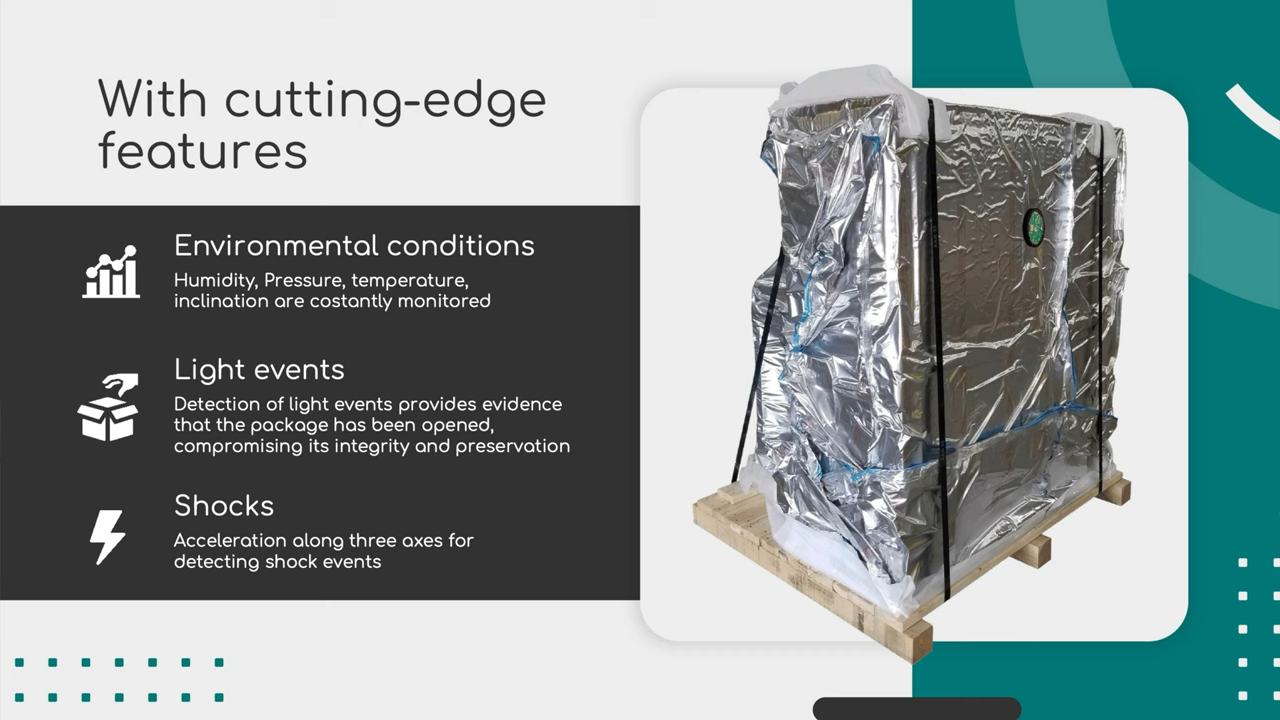 With cutting-edge
features
Environmental conditions
Humidity, Pressure, temperature,
inclination are costantly monitored
Light events
Detection of light events provides evidence
that the package has been opened,
compromising its integrity and preservation
Shocks
Acceleration along three axes for
detecting shock events